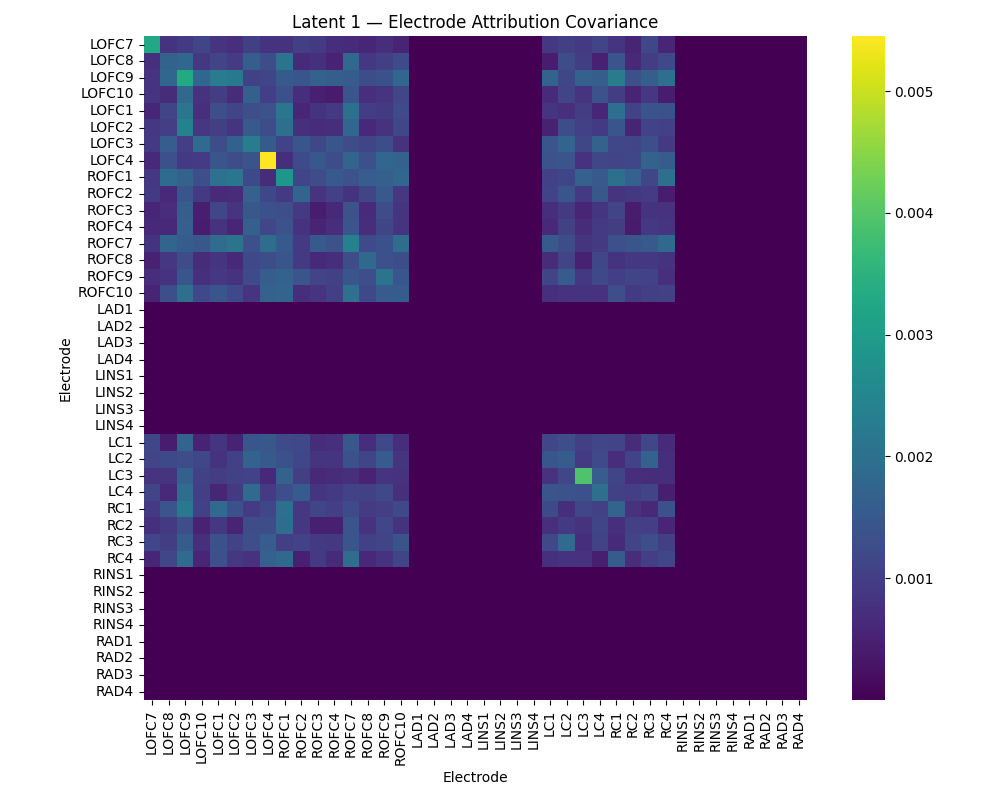 Latent 1 — Electrode Attribution Covariance
Electrode
LOFC7
LOFC8
LOFC9
LOFC10
LOFC1
LOFC2
LOFC3
LOFC4
ROFC1
ROFC2
ROFC3
ROFC4
ROFC7
ROFC8
ROFC9
ROFC10
LAD1
LAD2
LAD3
LAD4
LINS1
LINS2
LINS3
LINS4
LC1
LC2
LC3
LC4
RC1
RC2
RC3
RC4
RINS1
RINS2
RINS3
RINS4
RAD1
RAD2
RAD3
RAD4
LOFC7
LOFC8
LOFC9
LOFC10
LOFC1
LOFC2
LOFC3
LOFC4
ROFC1
ROFC2
ROFC3
ROFC4
ROFC7
ROFC8
ROFC9
ROFC10
LAD1
LAD2
LAD3
LAD4
LINS1
LINS2
LINS3
LINS4
LC1
LC2
LC3
LC4
RC1
RC2
RC3
RC4
RINS1
RINS2
RINS3
RINS4
RAD1
RAD2
RAD3
RAD4
Electrode
0.005
0.004
0.003
0.002
0.001